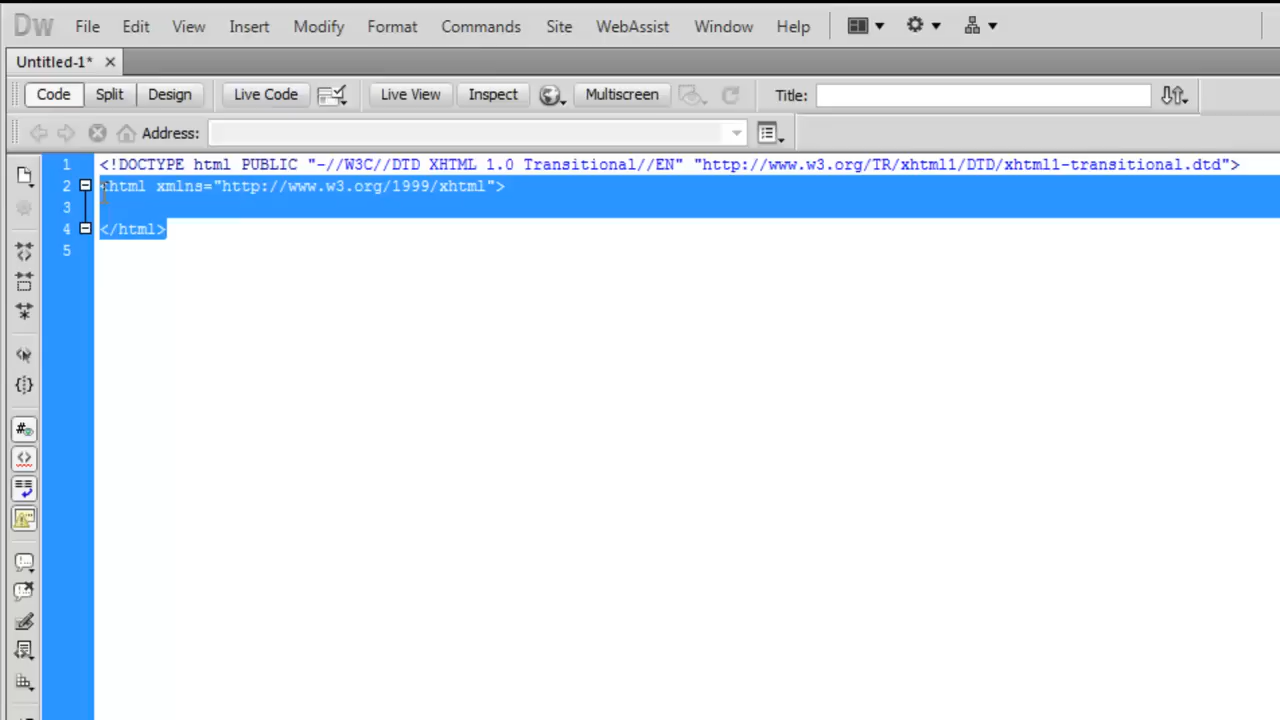 Dw File Edit View Insert Modify Format Commands Site WebAssist Window Help
Untitled-1* ×
Code Split Design Live Code Live View Inspect Multiscreen Title:
Address:
1 <!DOCTYPE html PUBLIC "-//W3C//DTD XHTML 1.0 Transitional//EN" "http://www.w3.org/TR/xhtml1/DTD/xhtml1-transitional.dtd">
2 <html xmlns="http://www.w3.org/1999/xhtml">
3
4 </html>
5